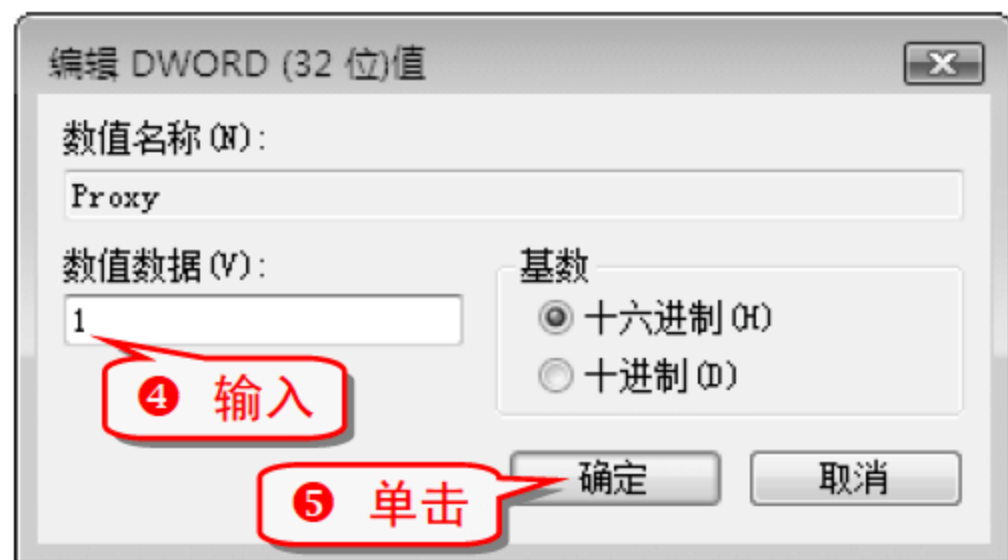 编辑 DWORD (32 位)值
数值名称(N):
Proxy
数值数据(V):
基数
1
十六进制(H)
十进制(D)
❹ 输入
确定
取消
❺ 单击